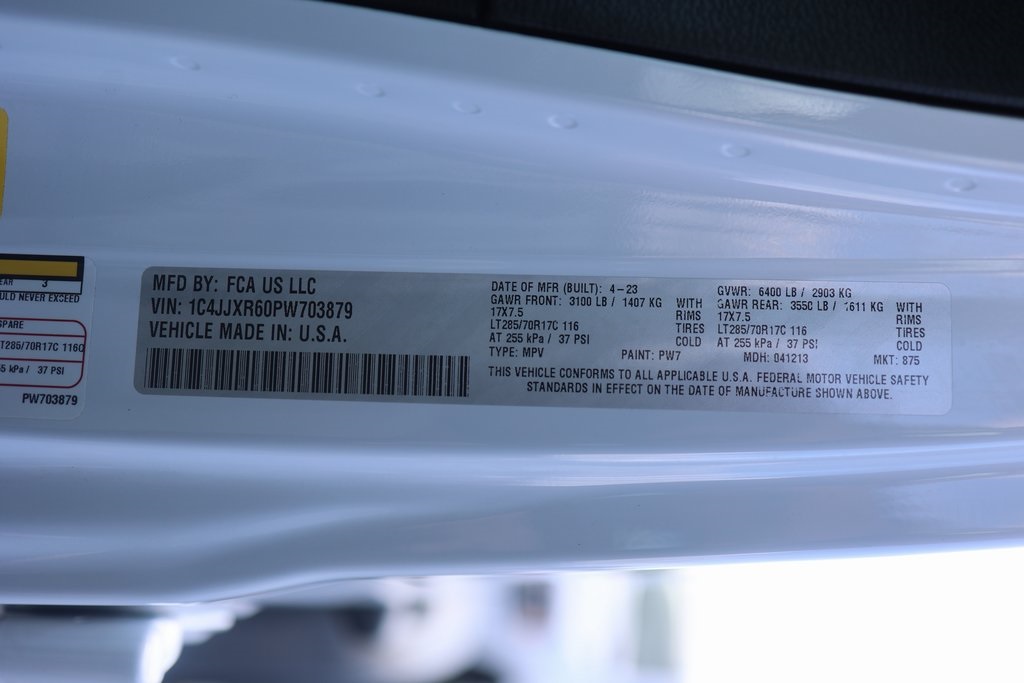 EAR 3
ULD NEVER EXCEED
SPARE
LT285/70R17C 116Q
55 kPa / 37 PSI
PW703879
MFD BY: FCA US LLC
VIN: 1C4JJXR60PW703879
VEHICLE MADE IN: U.S.A.
DATE OF MFR (BUILT): 4-23 GVWR: 6400 LB / 2903 KG
GAWR FRONT: 3100 LB / 1407 KG WITH GAWR REAR: 3550 LB / 1611 KG WITH
17X7.5 RIMS 17X7.5 RIMS
LT285/70R17C 116 TIRES LT285/70R17C 116 TIRES
AT 255 kPa / 37 PSI COLD AT 255 kPa / 37 PSI COLD
TYPE: MPV PAINT: PW7 MDH: 041213 MKT: 875
THIS VEHICLE CONFORMS TO ALL APPLICABLE U.S.A. FEDERAL MOTOR VEHICLE SAFETY
STANDARDS IN EFFECT ON THE DATE OF MANUFACTURE SHOWN ABOVE.